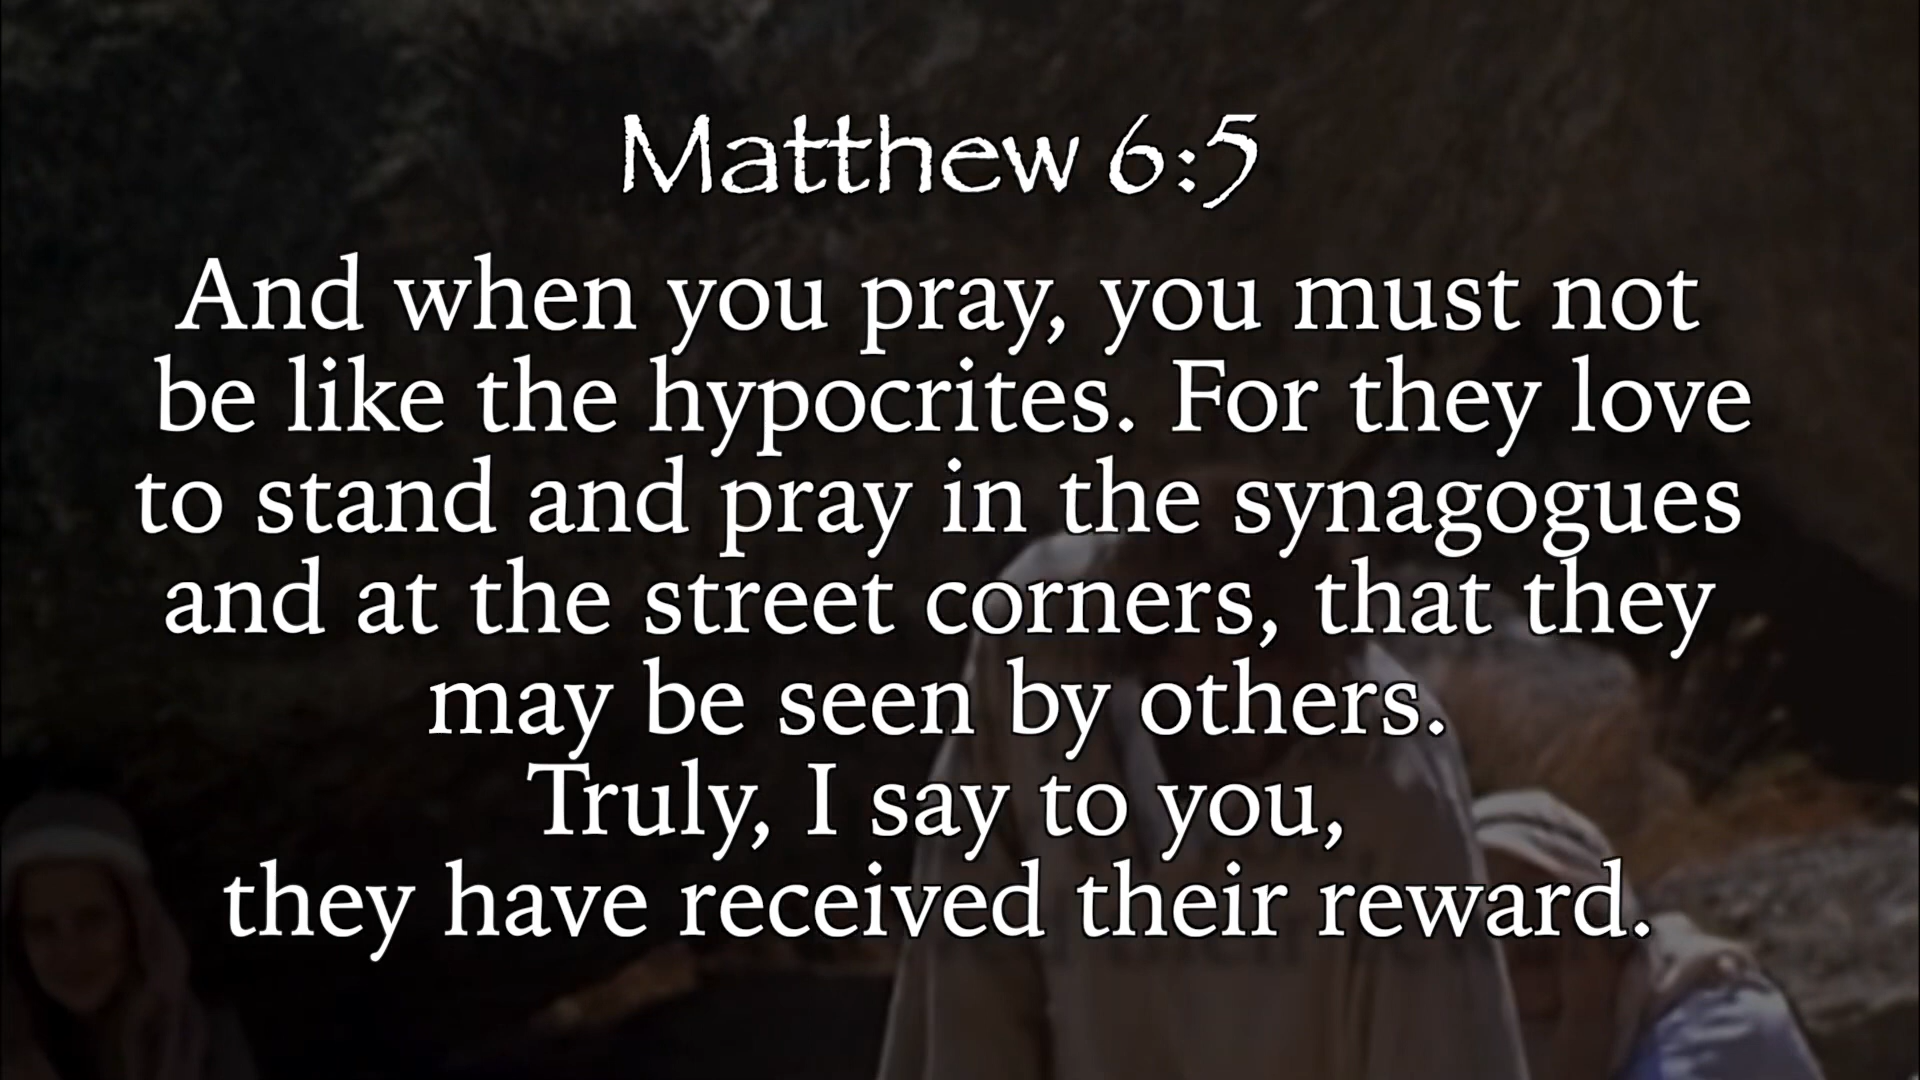 Matthew 6:5
And when you pray, you must not
be like the hypocrites. For they love
to stand and pray in the synagogues
and at the street corners, that they
may be seen by others.
Truly, I say to you,
they have received their reward.